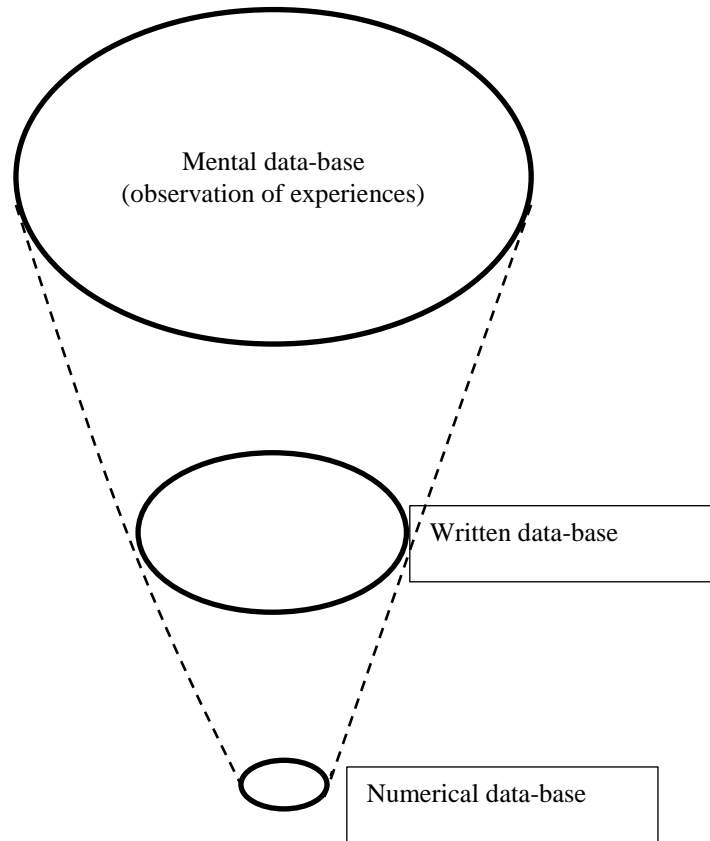 Mental data-base
(observation of experiences)
Written data-base
Numerical data-base